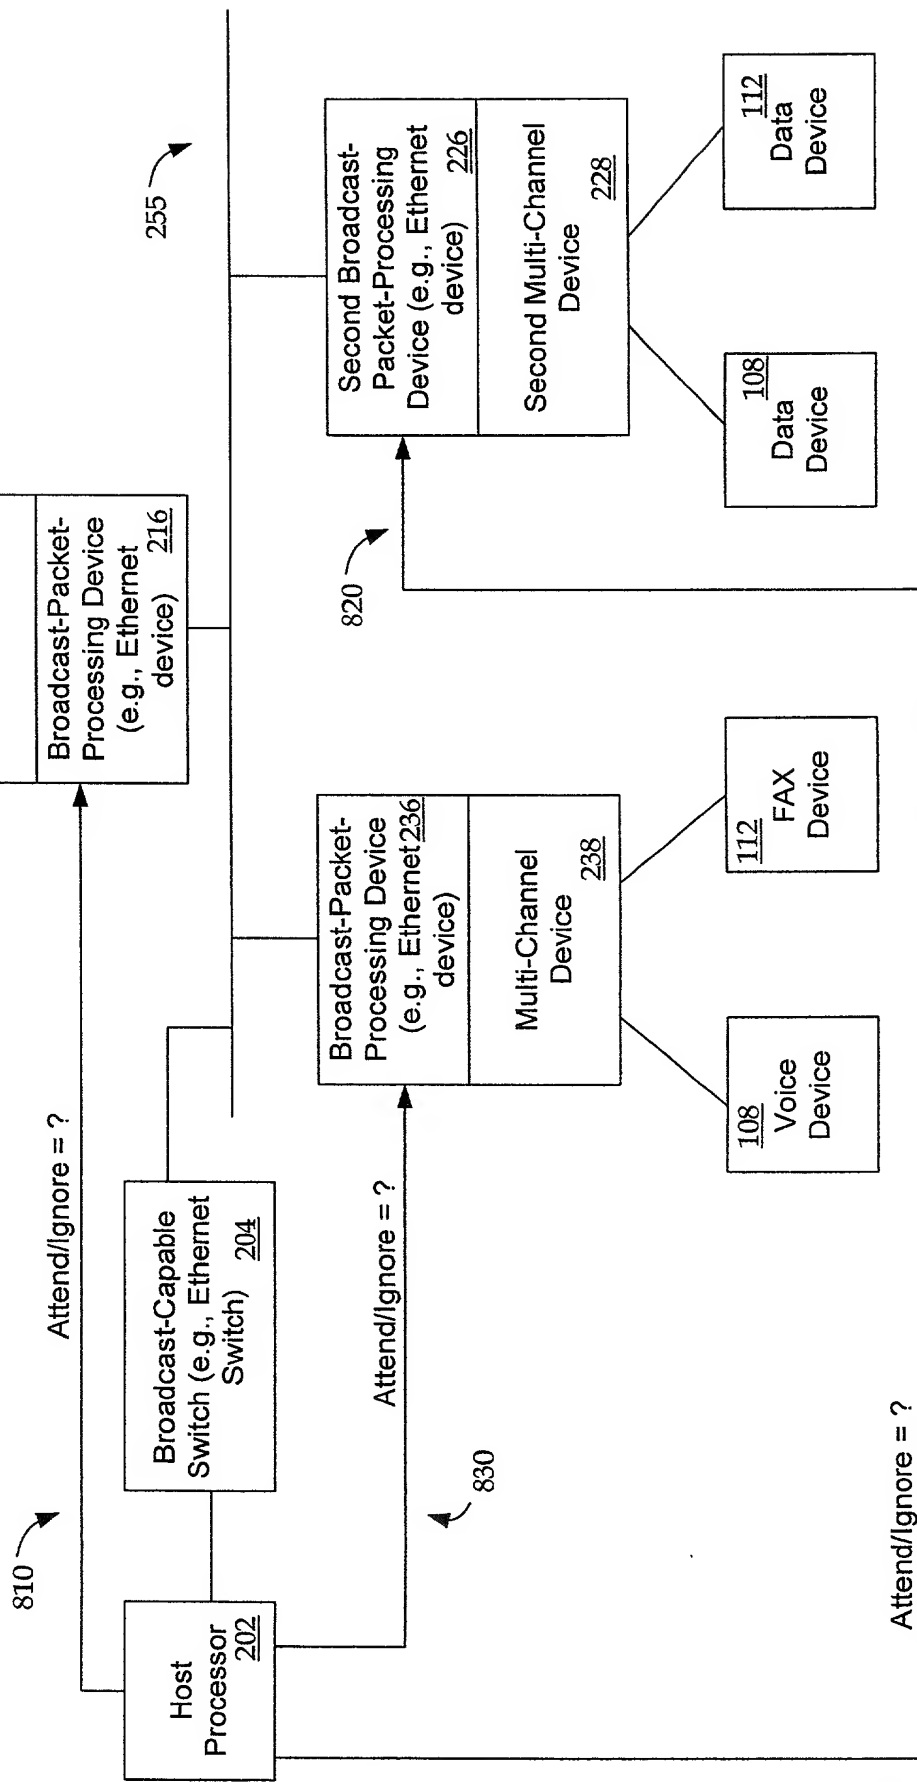 810
Attend/Ignore = ?
Broadcast-Packet-
Processing Device
(e.g., Ethernet
device)
216
255
Host
Processor
202
Broadcast-Capable
Switch (e.g., Ethernet
Switch)
204
830
Attend/Ignore = ?
Broadcast-Packet-
Processing Device
(e.g., Ethernet
device)
236
Multi-Channel
Device
238
820
Second Broadcast-
Packet-Processing
Device (e.g., Ethernet
device)
226
Second Multi-Channel
Device
228
108
Voice
Device
112
FAX
Device
108
Data
Device
112
Data
Device
Attend/Ignore = ?